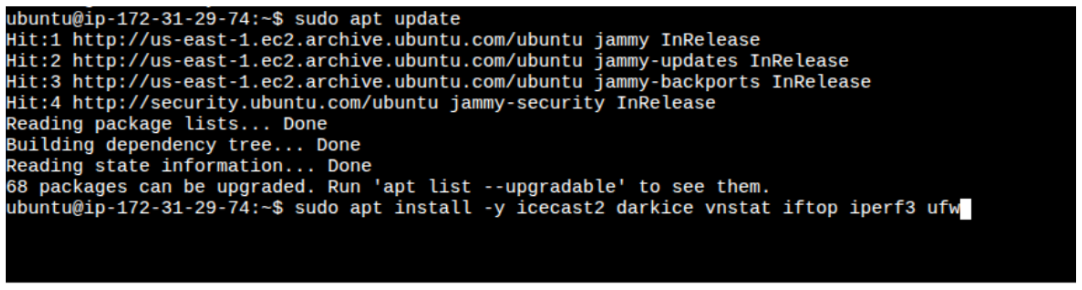 ubuntu@ip-172-31-29-74:~$ sudo apt update
Hit:1 http://us-east-1.ec2.archive.ubuntu.com/ubuntu jammy InRelease
Hit:2 http://us-east-1.ec2.archive.ubuntu.com/ubuntu jammy-updates InRelease
Hit:3 http://us-east-1.ec2.archive.ubuntu.com/ubuntu jammy-backports InRelease
Hit:4 http://security.ubuntu.com/ubuntu jammy-security InRelease
Reading package lists... Done
Building dependency tree... Done
Reading state information... Done
68 packages can be upgraded. Run 'apt list --upgradable' to see them.
ubuntu@ip-172-31-29-74:~$ sudo apt install -y icecast2 darkice vnstat iftop iperf3 ufw